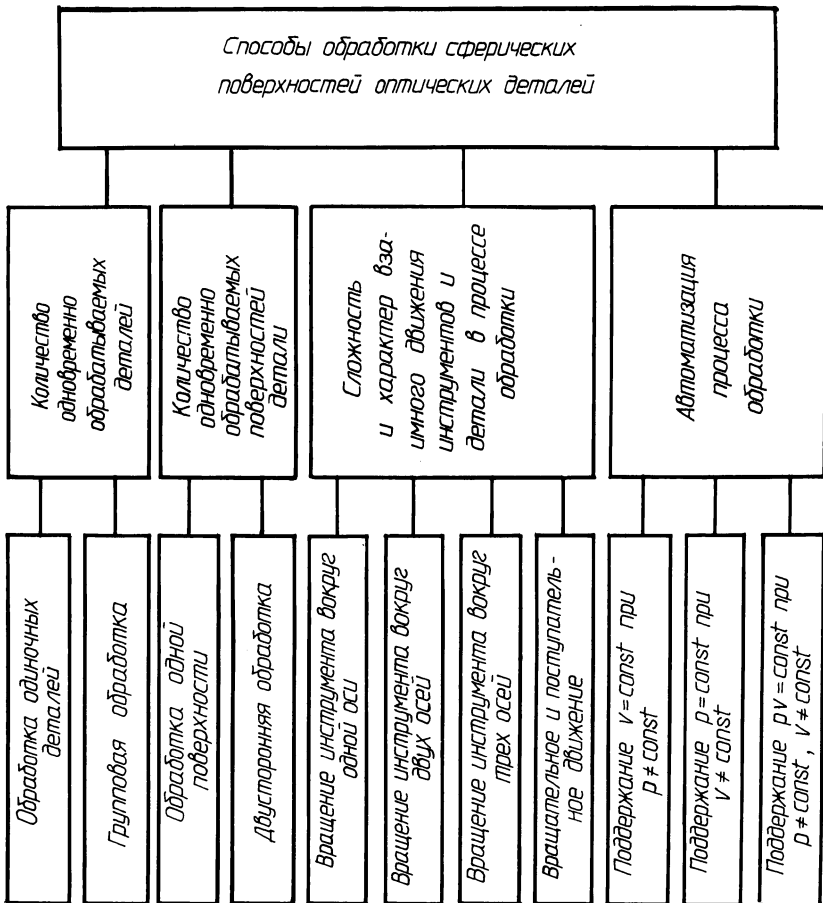 Способы обработки сферических
поверхностей оптических деталей
Количество
одновременно
обрабатываемых
деталей
Количество
одновременно
обрабатываемых
поверхностей
детали
Сложность
и характер вза-
имного движения
инструментов и
детали в процессе
обработки
Автоматизация
процесса
обработки
Обработка одиночных
деталей
Групповая обработка
Обработка одной
поверхности
Двусторонняя обработка
Вращение инструмента вокруг
одной оси
Вращение инструмента вокруг
двух осей
Вращение инструмента вокруг
трех осей
Вращательное и поступатель-
ное движение
Поддержание v = const при
p ≠ const
Поддержание p = const при
v ≠ const
Поддержание pv = const при
p ≠ const, v ≠ const